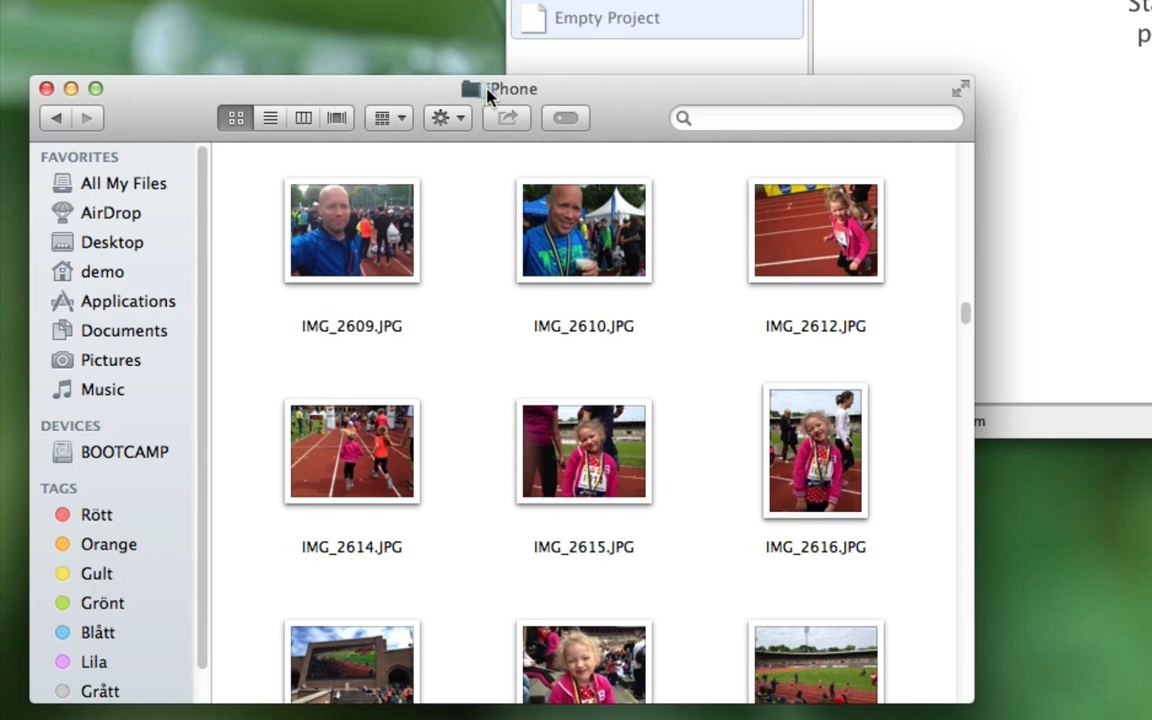 St
Empty Project
p
iPhone
FAVORITES
All My Files
AirDrop
Desktop
demo
Applications
Documents
Pictures
Music
DEVICES
BOOTCAMP
TAGS
Rött
Orange
Gult
Grönt
Blått
Lila
Grått
IMG_2609.JPG
IMG_2610.JPG
IMG_2612.JPG
IMG_2614.JPG
IMG_2615.JPG
IMG_2616.JPG
m